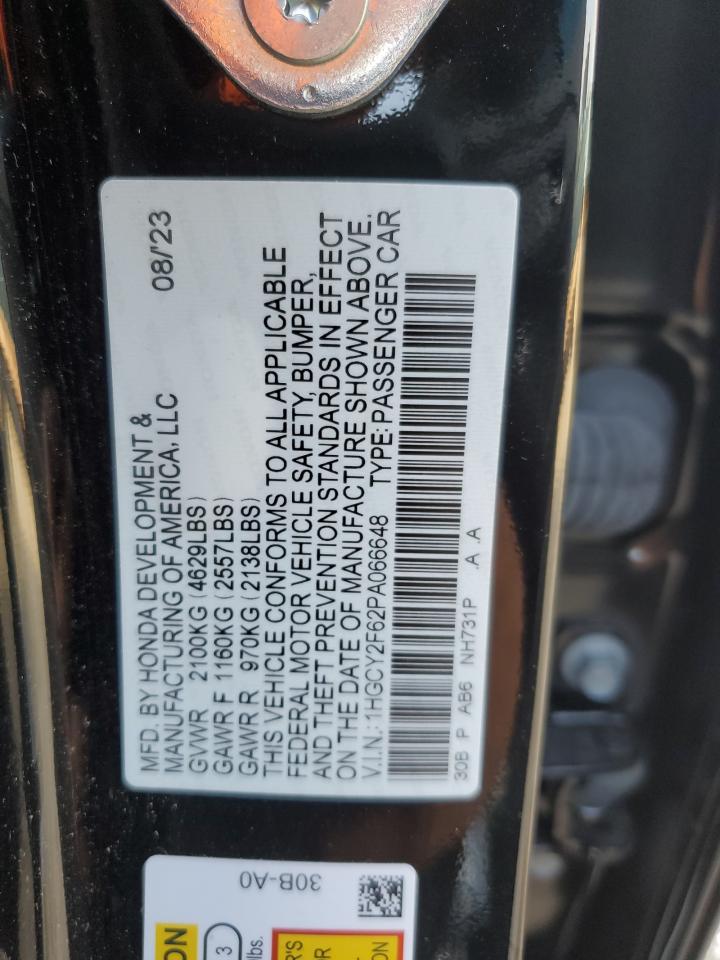 MFD. BY HONDA DEVELOPMENT & 08/'23
MANUFACTURING OF AMERICA, LLC
GVWR 2100KG (4629LBS)
GAWR F 1160KG (2557LBS)
GAWR R 970KG (2138LBS)
THIS VEHICLE CONFORMS TO ALL APPLICABLE
FEDERAL MOTOR VEHICLE SAFETY, BUMPER,
AND THEFT PREVENTION STANDARDS IN EFFECT
ON THE DATE OF MANUFACTURE SHOWN ABOVE.
V.I.N.: 1HGCY2F62PA066648 TYPE: PASSENGER CAR
30B P AB6 NH731P .A .A
30B-A0
3
lbs.